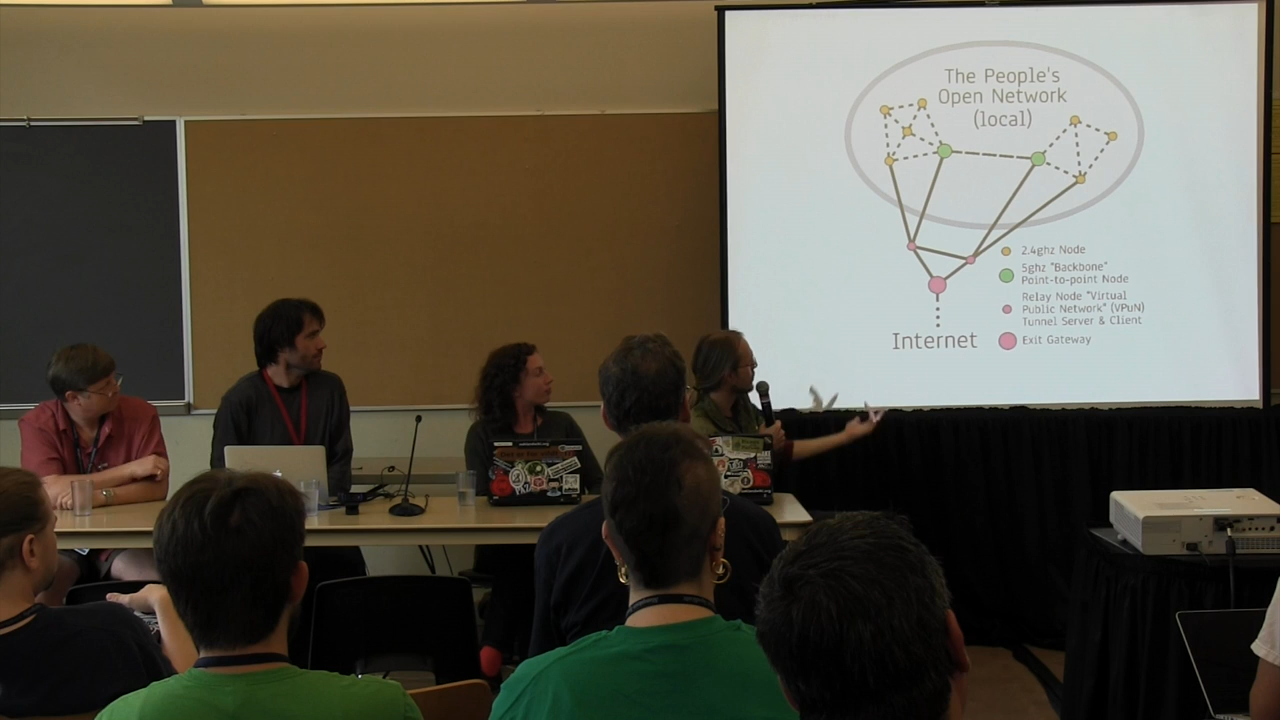 The People's
Open Network
(local)
2.4ghz Node
5ghz "Backbone"
Point-to-point Node
Relay Node "Virtual
Public Network" (VPuN)
Tunnel Server & Client
Internet
Exit Gateway